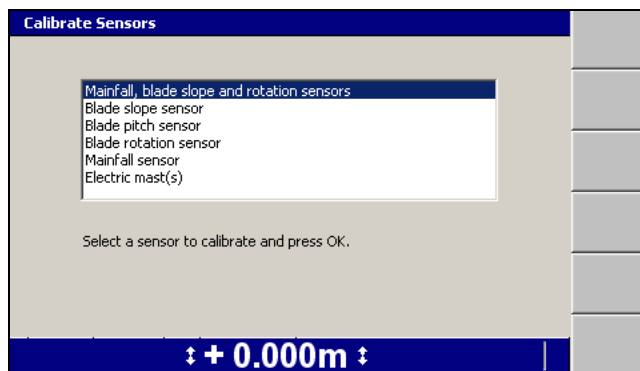 Calibrate Sensors
Mainfall, blade slope and rotation sensors
Blade slope sensor
Blade pitch sensor
Blade rotation sensor
Mainfall sensor
Electric mast(s)
Select a sensor to calibrate and press OK.
↕ + 0.000m ↕